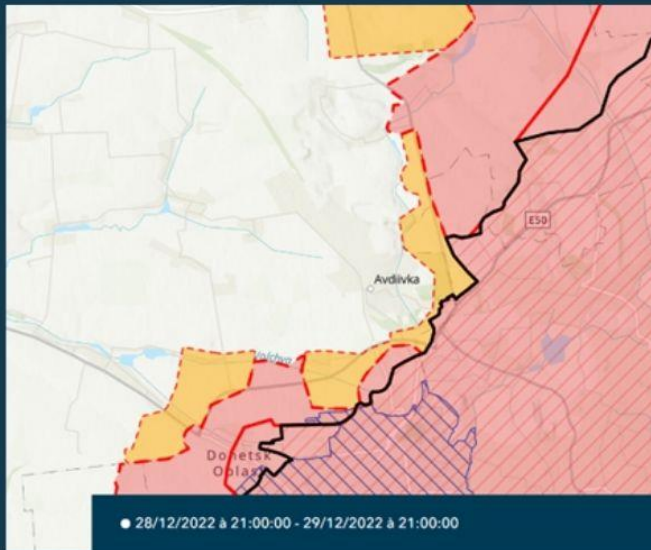 E50
Avdiivka
Donetsk
Oblast
● 28/12/2022 à 21:00:00 - 29/12/2022 à 21:00:00